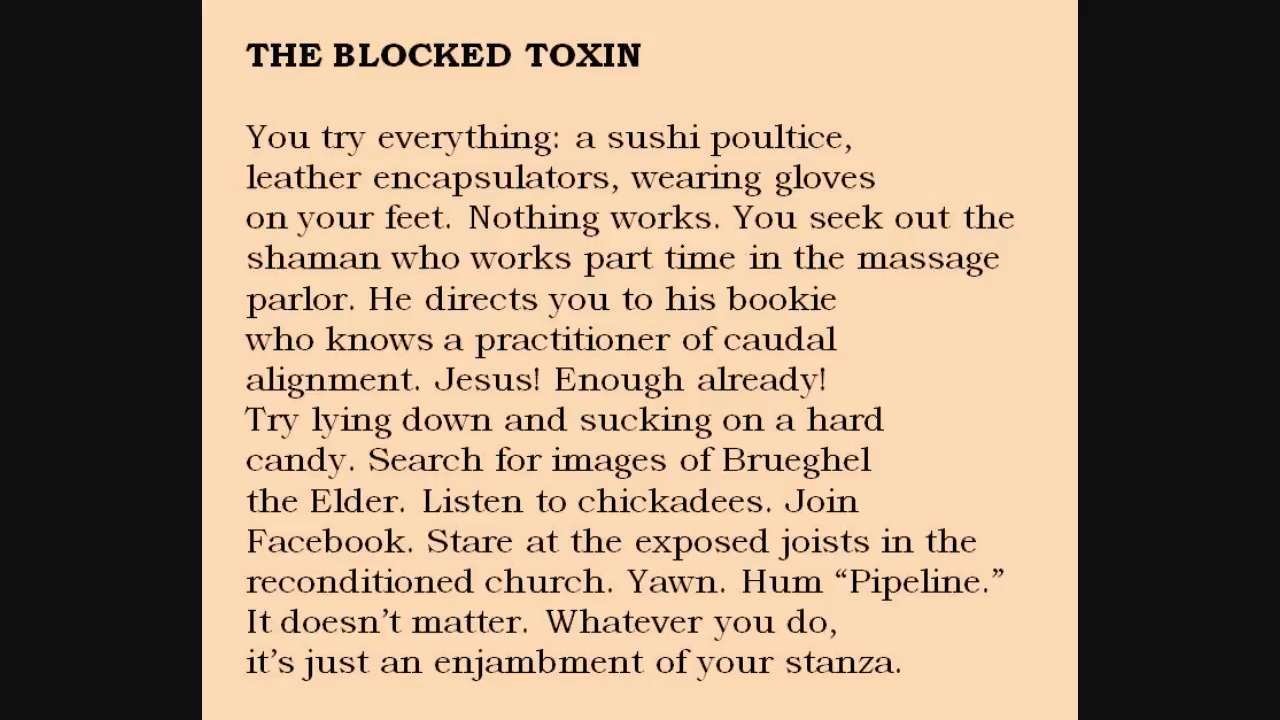 THE BLOCKED TOXIN
You try everything: a sushi poultice,
leather encapsulators, wearing gloves
on your feet. Nothing works. You seek out the
shaman who works part time in the massage
parlor. He directs you to his bookie
who knows a practitioner of caudal
alignment. Jesus! Enough already!
Try lying down and sucking on a hard
candy. Search for images of Brueghel
the Elder. Listen to chickadees. Join
Facebook. Stare at the exposed joists in the
reconditioned church. Yawn. Hum “Pipeline.”
It doesn’t matter. Whatever you do,
it’s just an enjambment of your stanza.